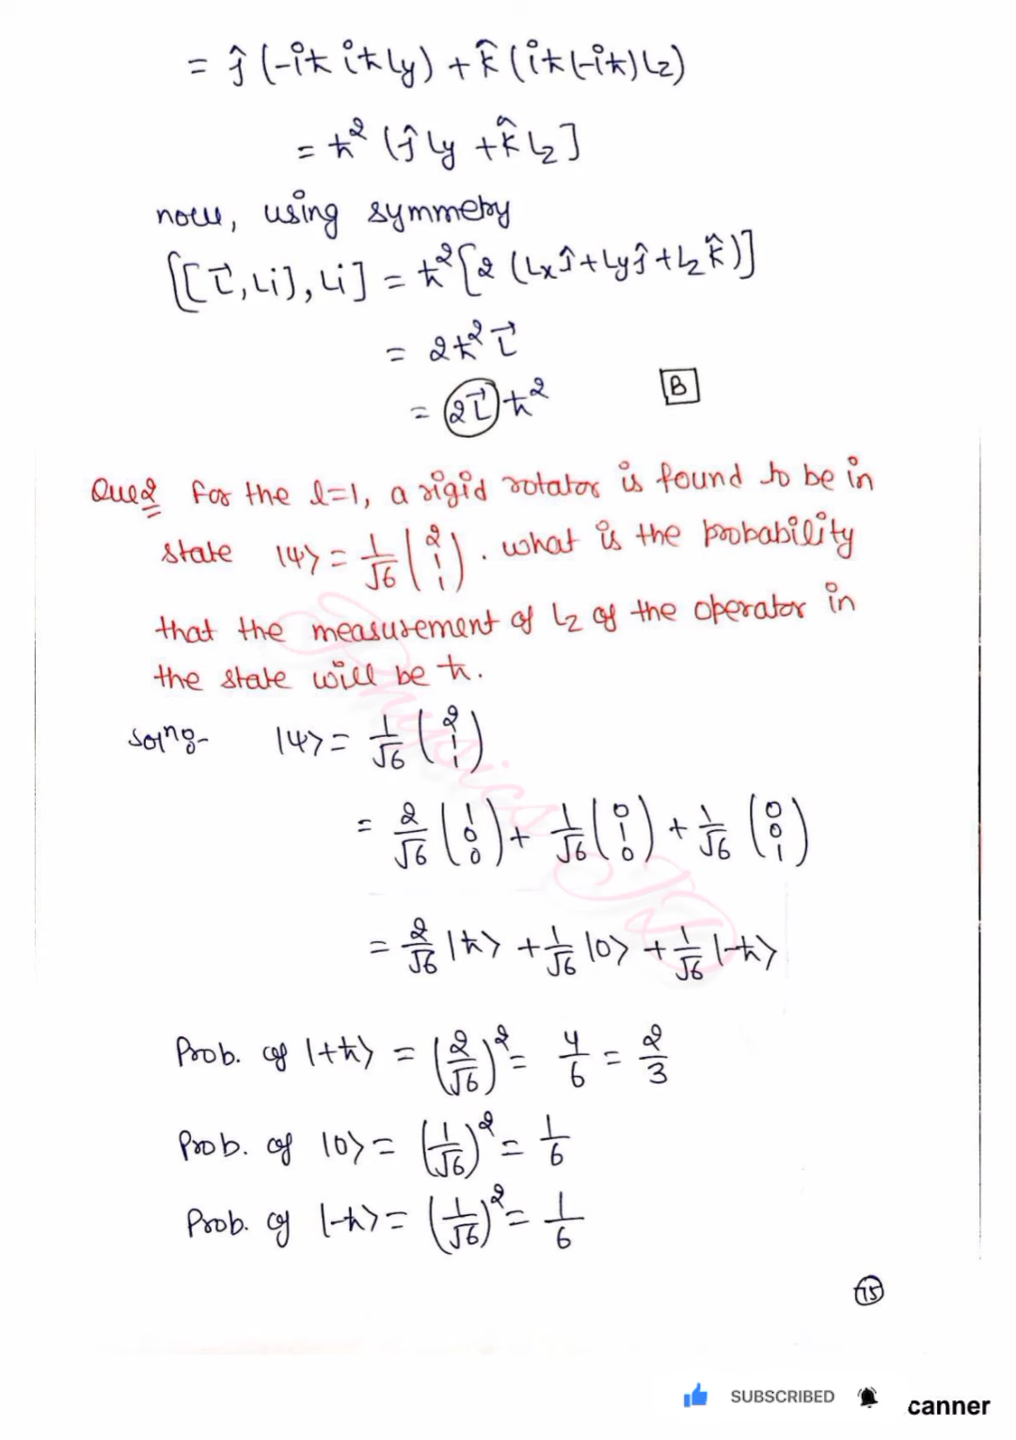 = ĵ (-iħ iħ Ly) + k̂ (iħ(-iħ)Lz)
= ħ² (ĵ Ly + k̂ Lz]
now, using symmetry
[[L⃗, Li], Li] = ħ² [2 (Lx ĵ + Ly ĵ + Lz k̂)]
= 2ħ² L⃗
= 2L⃗ ħ² B
Que2 for the l=1, a rigid rotator is found to be in
state |ψ> = 1/√6 (2 1 1). what is the probability
that the measurement of Lz of the operator in
the state will be ħ.
Soln:- |ψ> = 1/√6 (2 1 1)
= 2/√6 (1 0 0) + 1/√6 (0 1 0) + 1/√6 (0 0 1)
= 2/√6 |ħ> + 1/√6 |0> + 1/√6 |-ħ>
Prob. of |+ħ> = (2/√6)² = 4/6 = 2/3
Prob. of |0> = (1/√6)² = 1/6
Prob. of |-ħ> = (1/√6)² = 1/6
15
SUBSCRIBED
canner